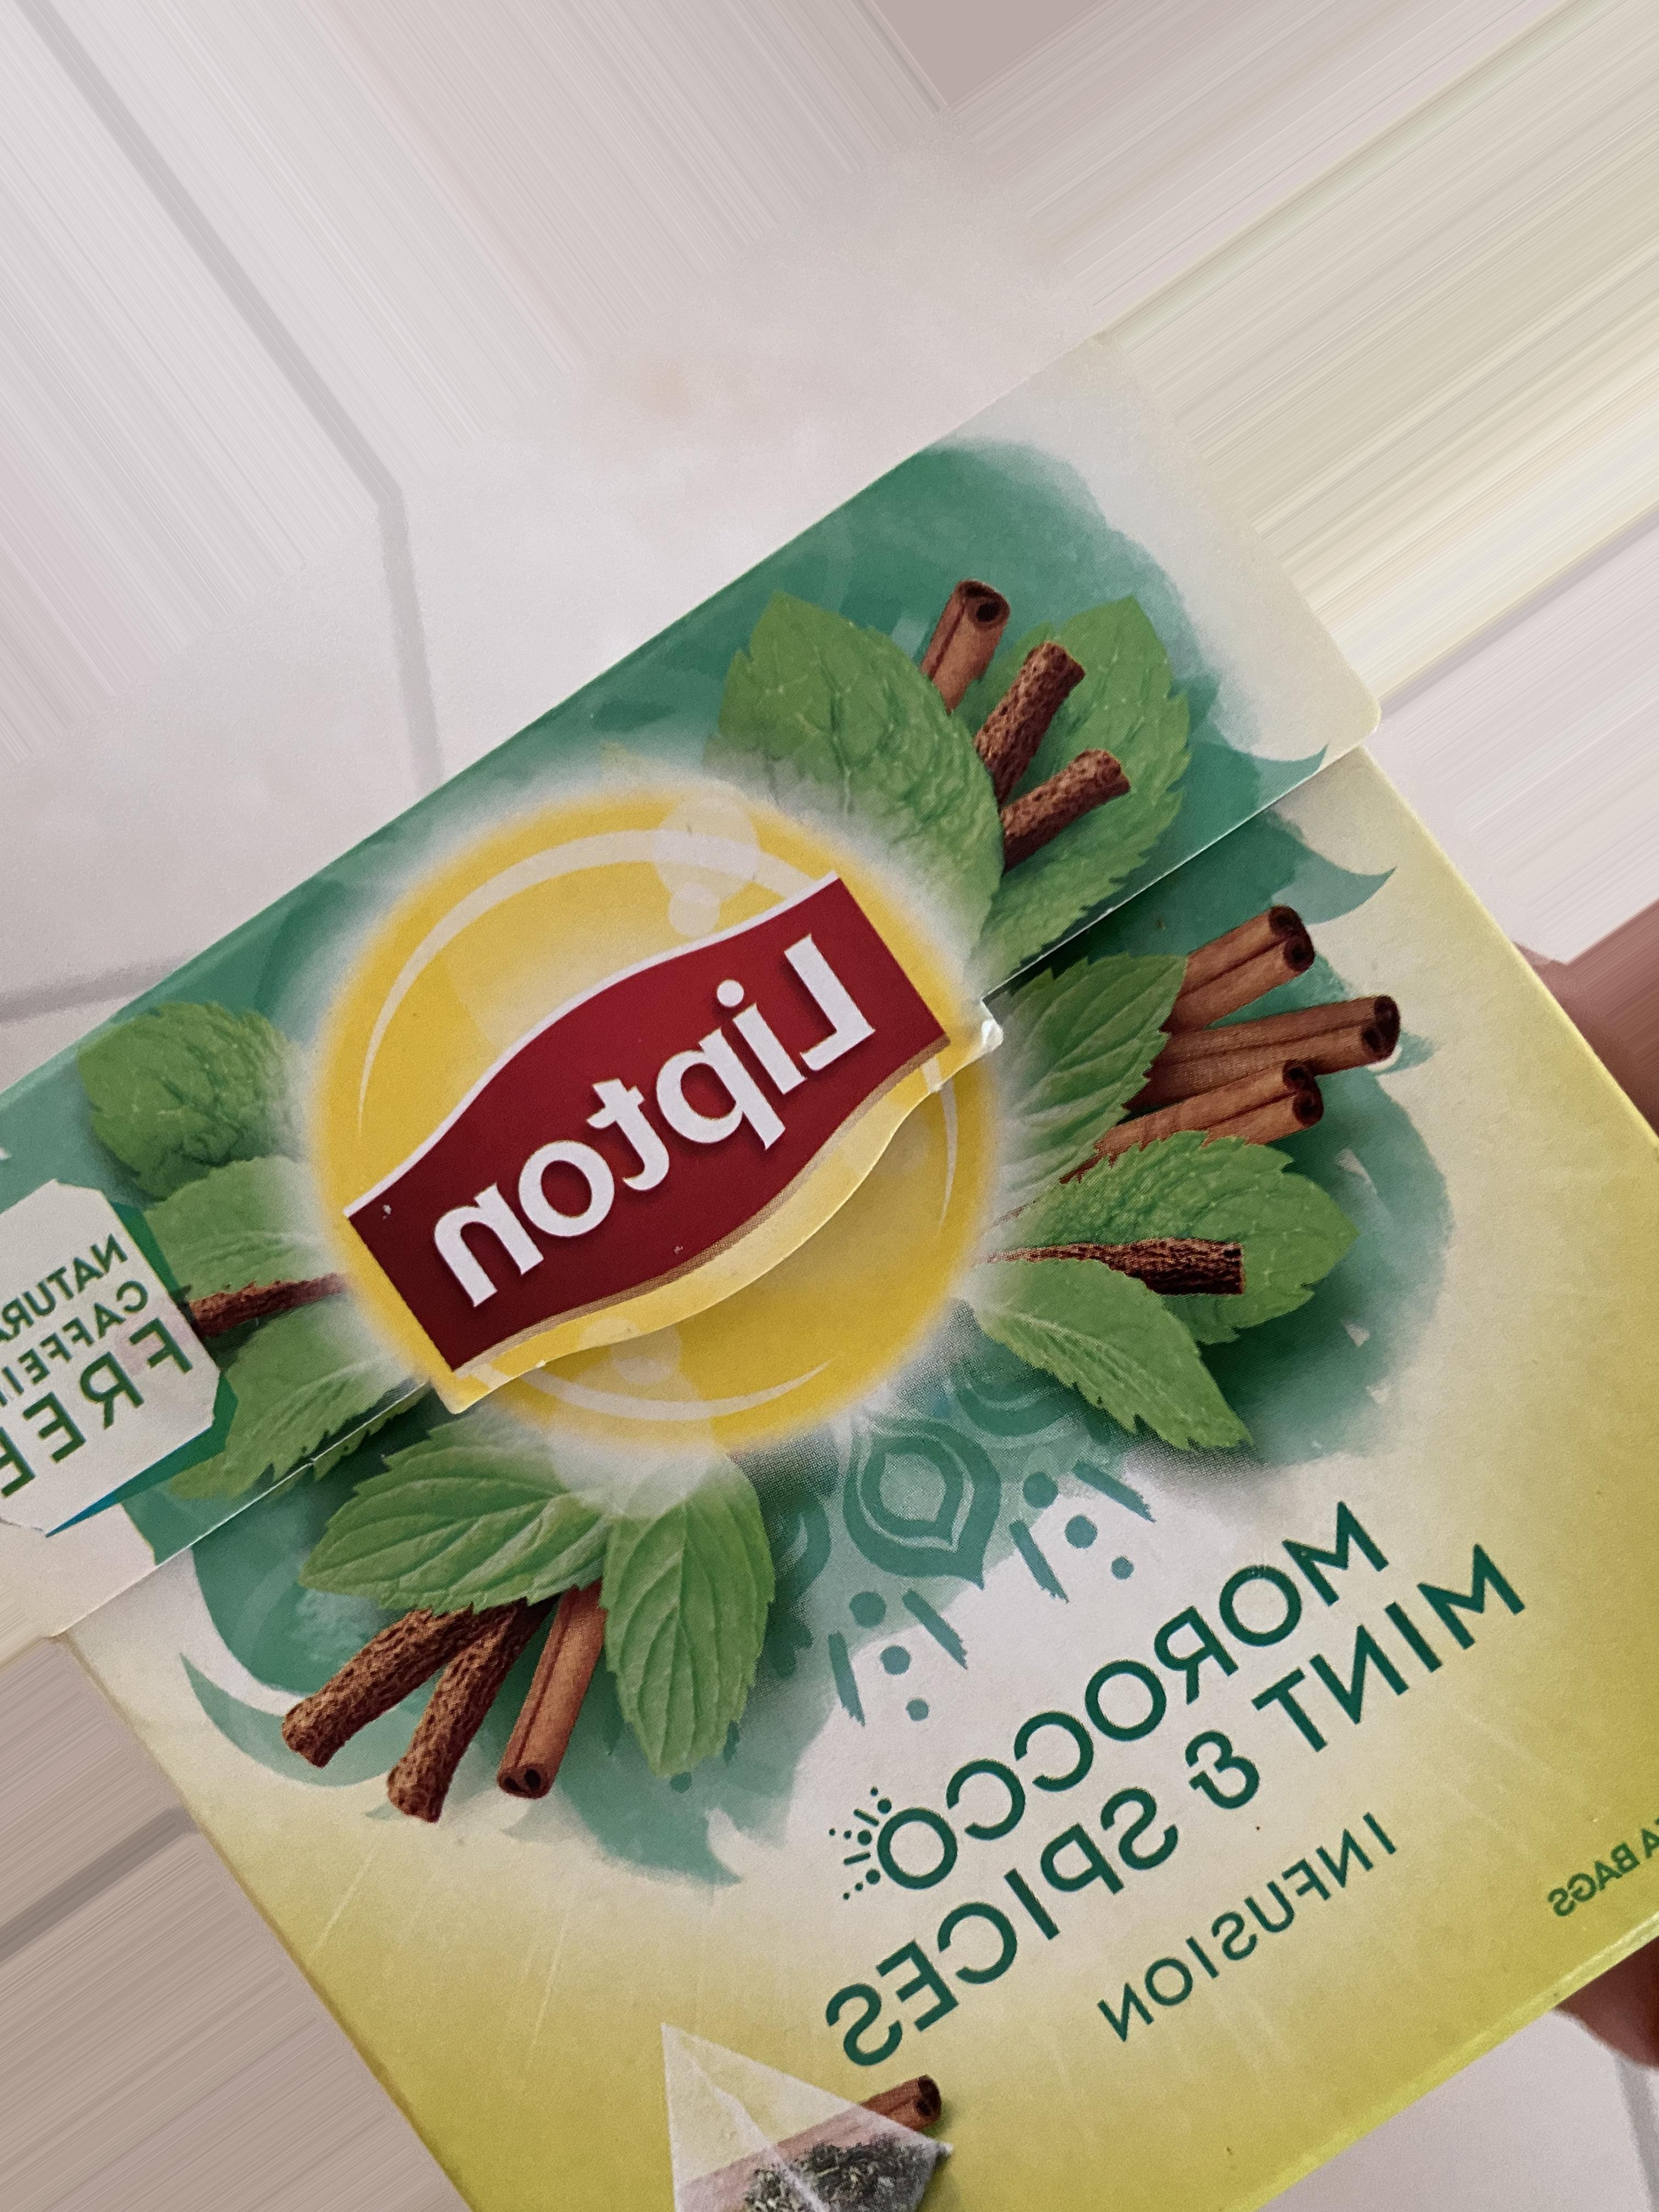 Lipton
NATURA
CAFFEI
FREE
MOROCCO
MINT & SPICES
INFUSION
BAGS